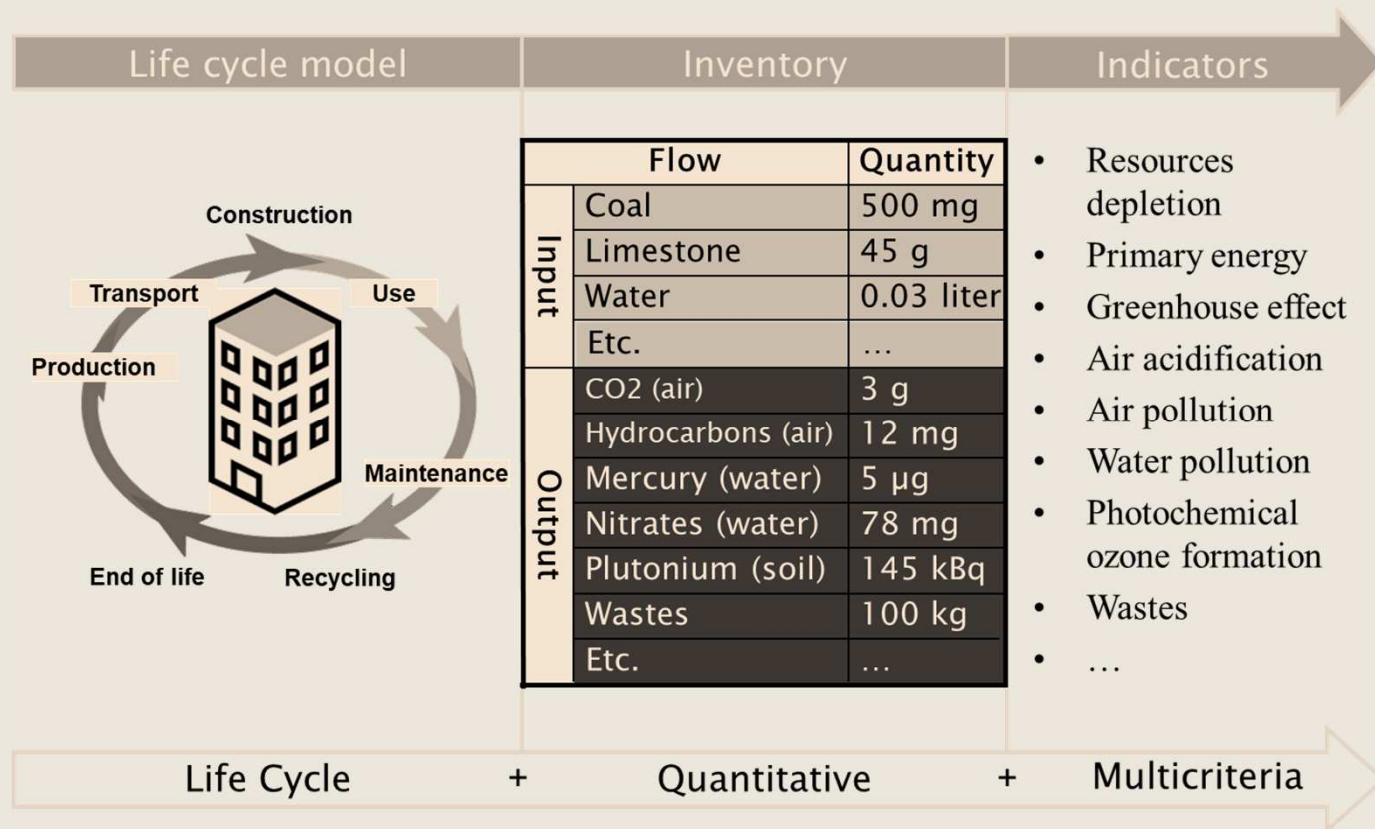 Life cycle model
Inventory
Indicators
Construction
Transport
Use
Production
Maintenance
End of life
Recycling
Flow Quantity
Input
Coal 500 mg
Limestone 45 g
Water 0.03 liter
Etc. ...
Output
CO2 (air) 3 g
Hydrocarbons (air) 12 mg
Mercury (water) 5 µg
Nitrates (water) 78 mg
Plutonium (soil) 145 kBq
Wastes 100 kg
Etc. ...
• Resources
depletion
• Primary energy
• Greenhouse effect
• Air acidification
• Air pollution
• Water pollution
• Photochemical
ozone formation
• Wastes
• ...
Life Cycle + Quantitative + Multicriteria